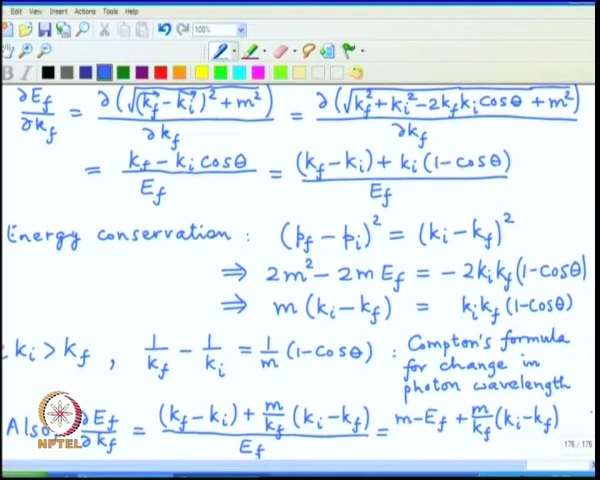 File Edit View Insert Actions Tools Help
100%
B I
∂E_f/∂k_f = ∂(√((k⃗_f − k⃗_i)² + m²))/∂k_f = ∂(√(k_f² + k_i² − 2k_f k_i cosθ + m²))/∂k_f
= (k_f − k_i cosθ)/E_f = ((k_f − k_i) + k_i (1 − cosθ))/E_f
Energy conservation : (p_f − p_i)² = (k_i − k_f)²
⇒ 2m² − 2m E_f = −2k_i k_f (1 − cosθ)
⇒ m (k_i − k_f) = k_i k_f (1 − cosθ)
k_i > k_f , 1/k_f − 1/k_i = 1/m (1 − cosθ) : Compton's formula
for change in
photon wavelength
Also, ∂E_f/∂k_f = ((k_f − k_i) + m/k_f (k_i − k_f))/E_f = m − E_f + m/k_f (k_i − k_f)
NPTEL
176 / 176